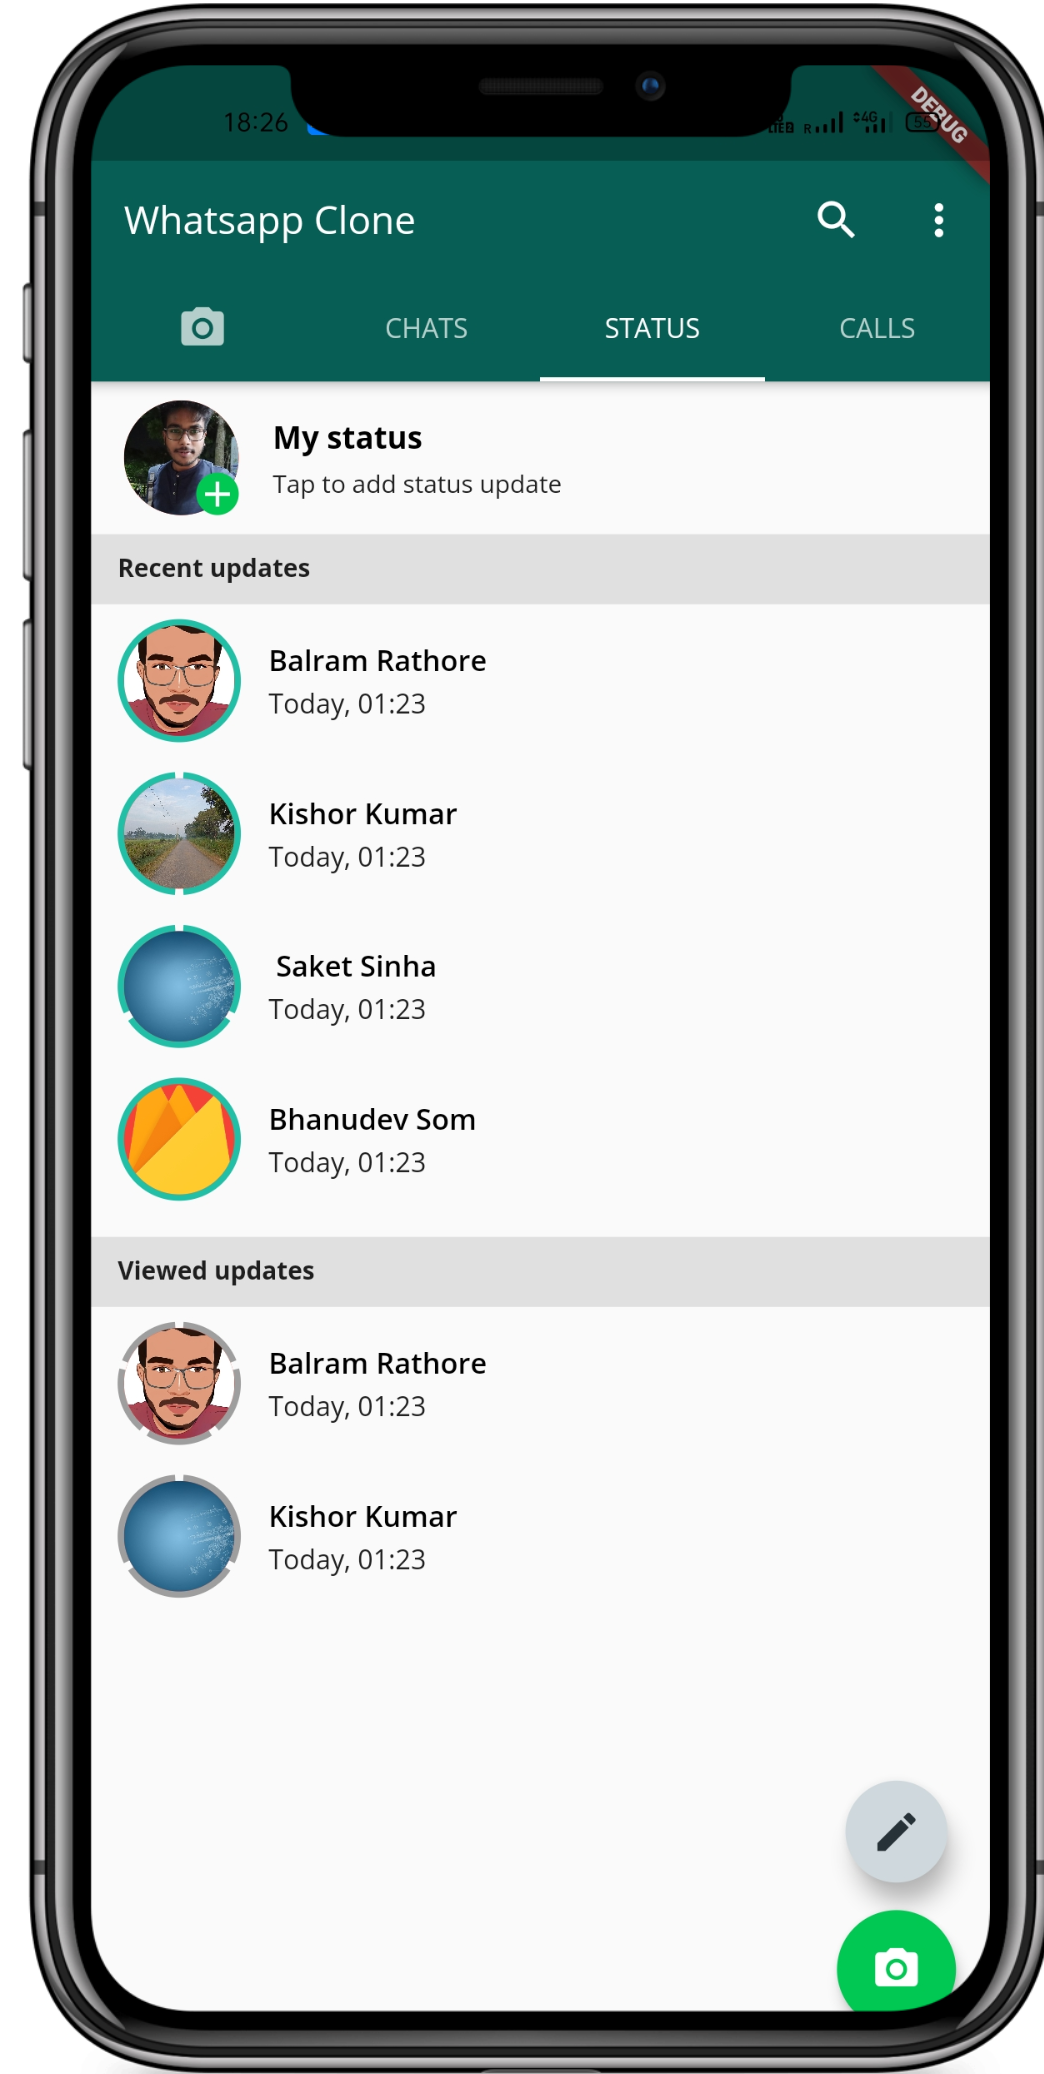 18:26
4G
55
DEBUG
Whatsapp Clone
CHATS
STATUS
CALLS
My status
Tap to add status update
Recent updates
Balram Rathore
Today, 01:23
Kishor Kumar
Today, 01:23
Saket Sinha
Today, 01:23
Bhanudev Som
Today, 01:23
Viewed updates
Balram Rathore
Today, 01:23
Kishor Kumar
Today, 01:23